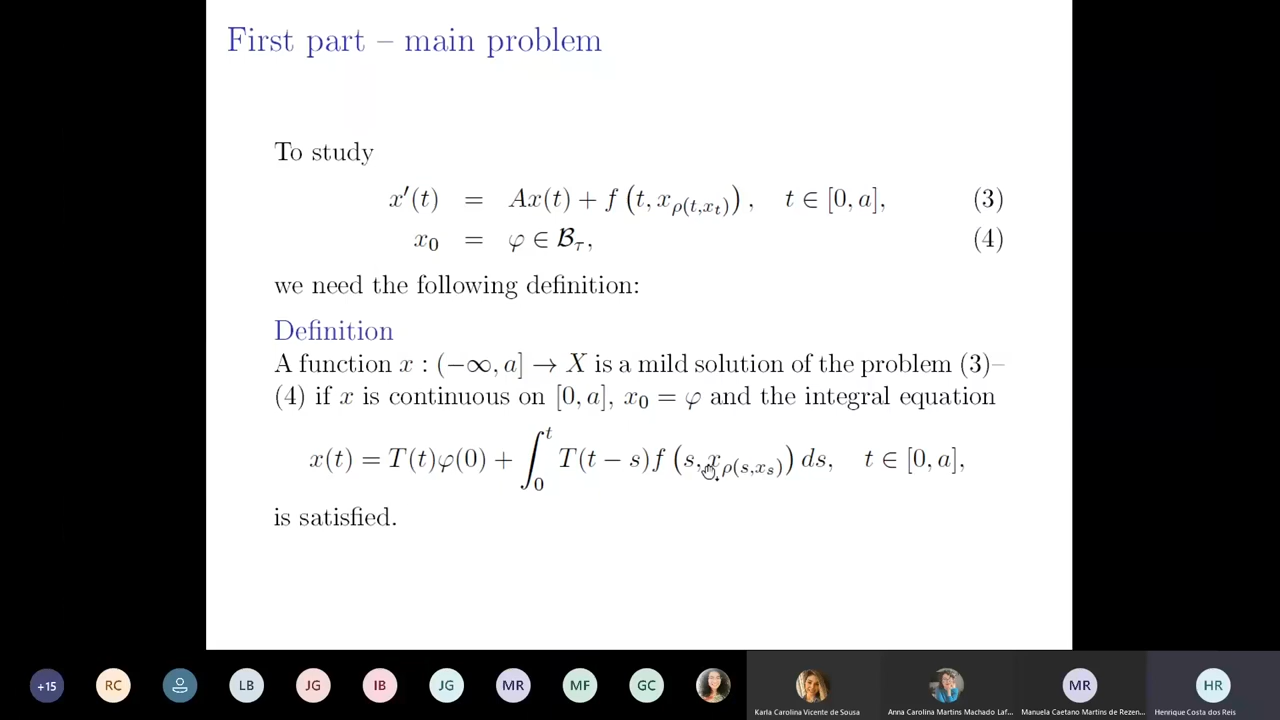 First part – main problem
To study
x′(t) = Ax(t) + f (t, x_{ρ(t,x_t)}), t ∈ [0, a], (3)
x_0 = φ ∈ 𝓑_τ, (4)
we need the following definition:
Definition
A function x : (−∞, a] → X is a mild solution of the problem (3)–
(4) if x is continuous on [0, a], x_0 = φ and the integral equation
x(t) = T(t)φ(0) + ∫_0^t T(t − s)f (s, x_{ρ(s,x_s)}) ds, t ∈ [0, a],
is satisfied.
+15 RC LB JG IB JG MR MF GC MR HR
Karla Carolina Vicente de Sousa Anna Carolina Martins Machado Laf... Manuela Caetano Martins de Rezen... Henrique Costa dos Reis